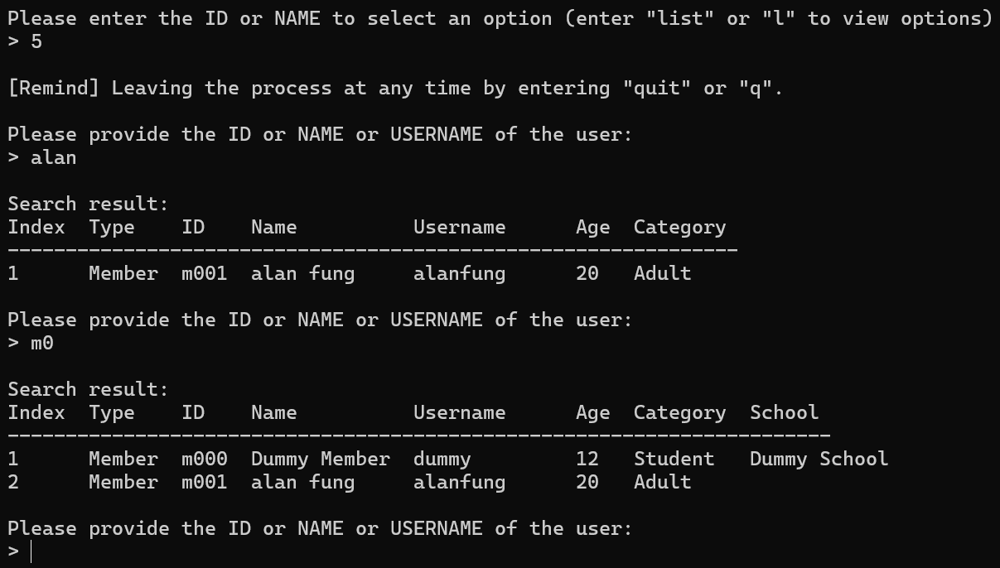 Please enter the ID or NAME to select an option (enter "list" or "l" to view options)
> 5
[Remind] Leaving the process at any time by entering "quit" or "q".
Please provide the ID or NAME or USERNAME of the user:
> alan
Search result:
Index  Type    ID    Name          Username      Age  Category
---------------------------------------------------------------
1      Member  m001  alan fung     alanfung      20   Adult
Please provide the ID or NAME or USERNAME of the user:
> m0
Search result:
Index  Type    ID    Name          Username      Age  Category  School
-----------------------------------------------------------------------
1      Member  m000  Dummy Member  dummy         12   Student   Dummy School
2      Member  m001  alan fung     alanfung      20   Adult
Please provide the ID or NAME or USERNAME of the user:
>